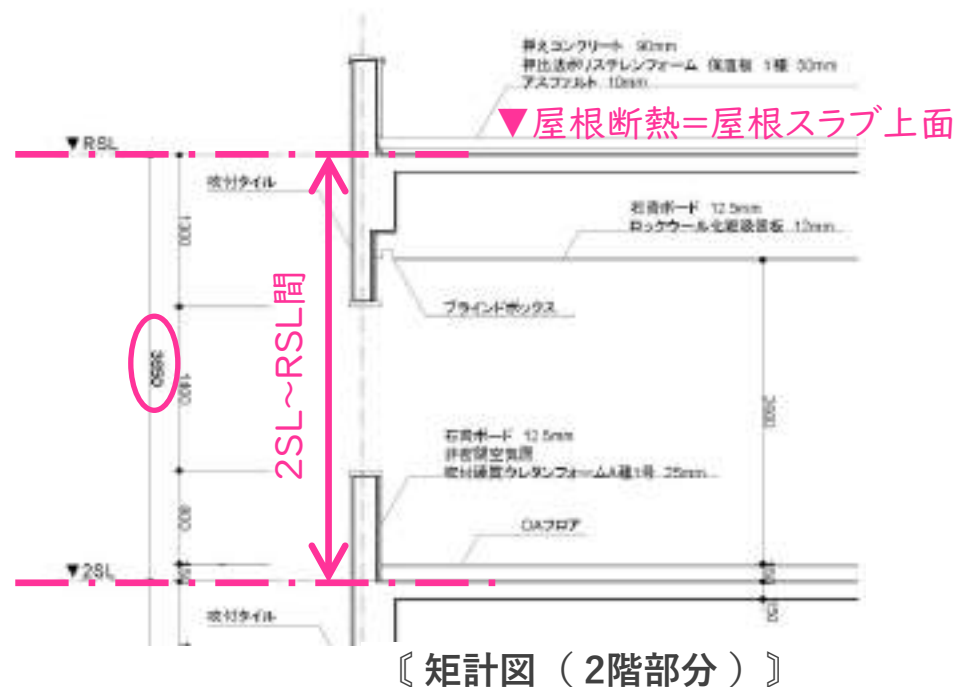 押えコンクリート 90mm
押出法ポリスチレンフォーム 保温板 1種 50mm
アスファルト 10mm
▼屋根断熱=屋根スラブ上面
▼RSL
吹付タイル
石膏ボード 12.5mm
ロックウール化粧吸音板 12mm
1300
ブラインドボックス
2SL~RSL間
3650
1400
2600
石膏ボード 12.5mm
非密閉空気層
吹付硬質ウレタンフォームA種1号 25mm
800
OAフロア
▼2SL
150
150
150
吹付タイル
〖 矩計図 ( 2階部分 ) 〗